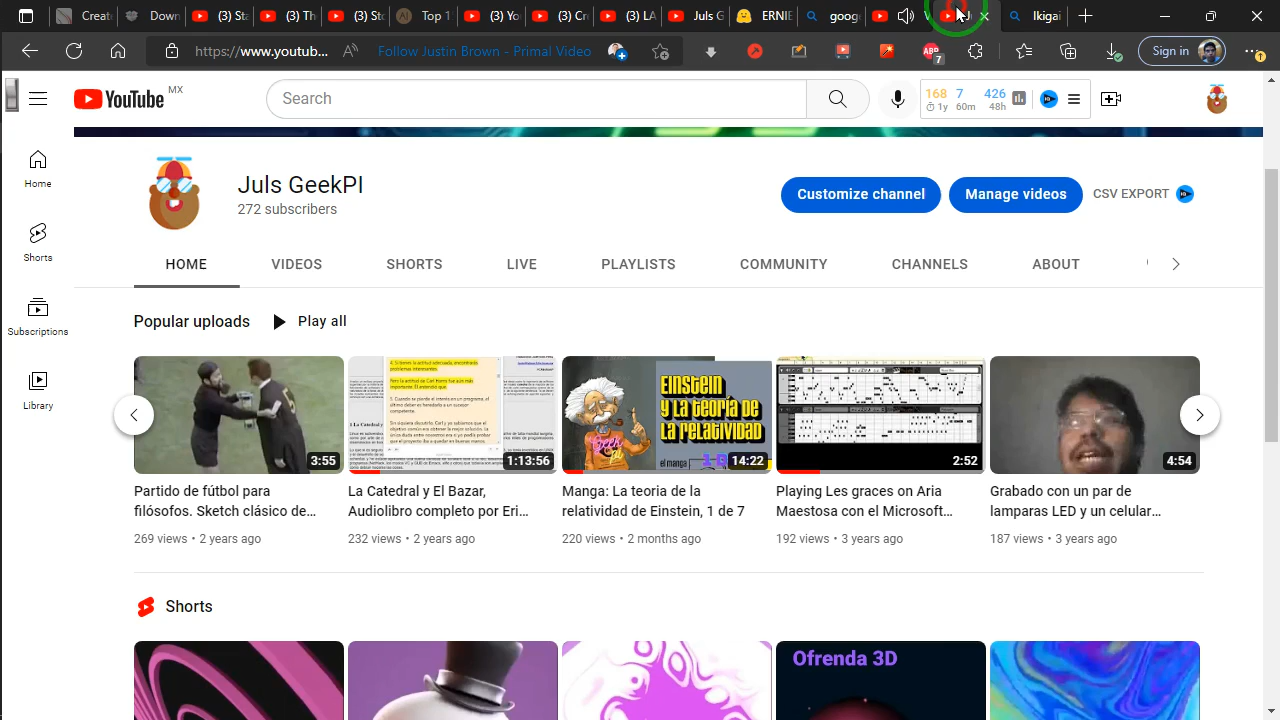 Create
Down
(3) Sta
(3) Th
(3) Sto
Top 1
(3) Yo
(3) Cr
(3) LA
Juls G
ERNIE
goog
Ikigai
https://www.youtub...
Follow Justin Brown - Primal Video
ABP
7
Sign in
YouTube MX
Search
168 7 426
1y 60m 48h
Home
Shorts
Subscriptions
Library
Juls GeekPI
272 subscribers
Customize channel
Manage videos
CSV EXPORT
HOME
VIDEOS
SHORTS
LIVE
PLAYLISTS
COMMUNITY
CHANNELS
ABOUT
Popular uploads
Play all
3:55
Partido de fútbol para
filósofos. Sketch clásico de...
269 views • 2 years ago
1:13:56
La Catedral y El Bazar,
Audiolibro completo por Eri...
232 views • 2 years ago
EINSTEIN
Y LA TEORÍA DE
LA RELATIVIDAD
el manga
14:22
Manga: La teoria de la
relatividad de Einstein, 1 de 7
220 views • 2 months ago
2:52
Playing Les graces on Aria
Maestosa con el Microsoft...
192 views • 3 years ago
4:54
Grabado con un par de
lamparas LED y un celular...
187 views • 3 years ago
Shorts
Ofrenda 3D